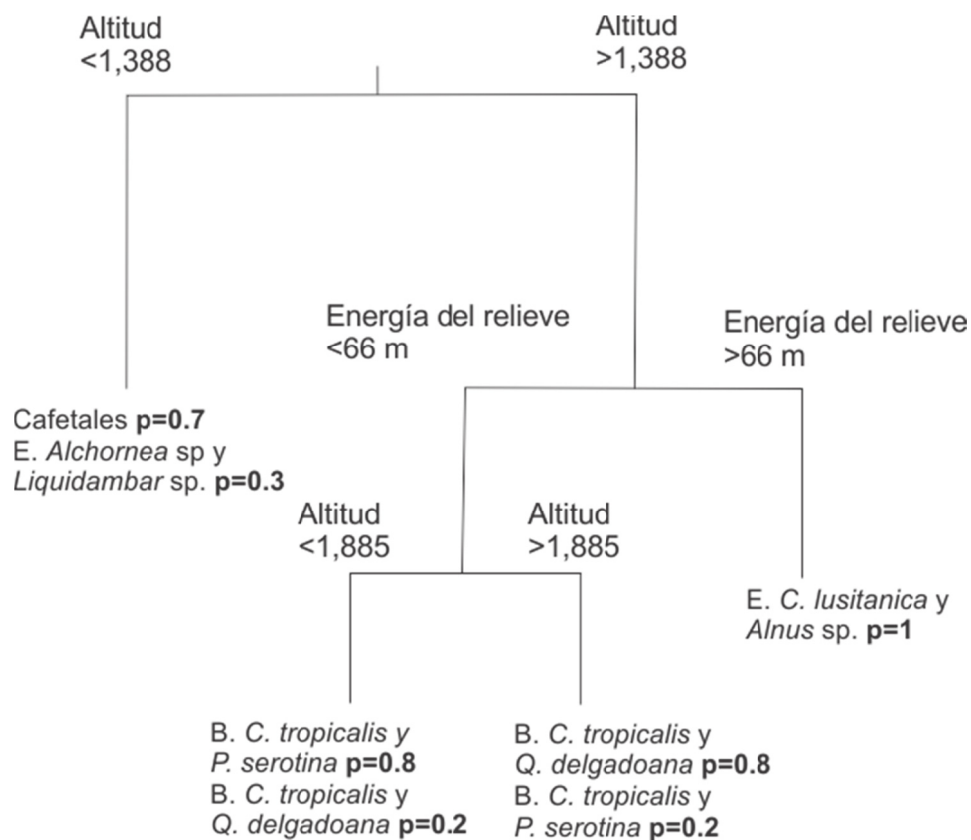 Altitud
<1,388
Altitud
>1,388
Energía del relieve
<66 m
Energía del relieve
>66 m
Cafetales p=0.7
E. Alchornea sp y
Liquidambar sp. p=0.3
Altitud
<1,885
Altitud
>1,885
E. C. lusitanica y
Alnus sp. p=1
B. C. tropicalis y
P. serotina p=0.8
B. C. tropicalis y
Q. delgadoana p=0.2
B. C. tropicalis y
Q. delgadoana p=0.8
B. C. tropicalis y
P. serotina p=0.2